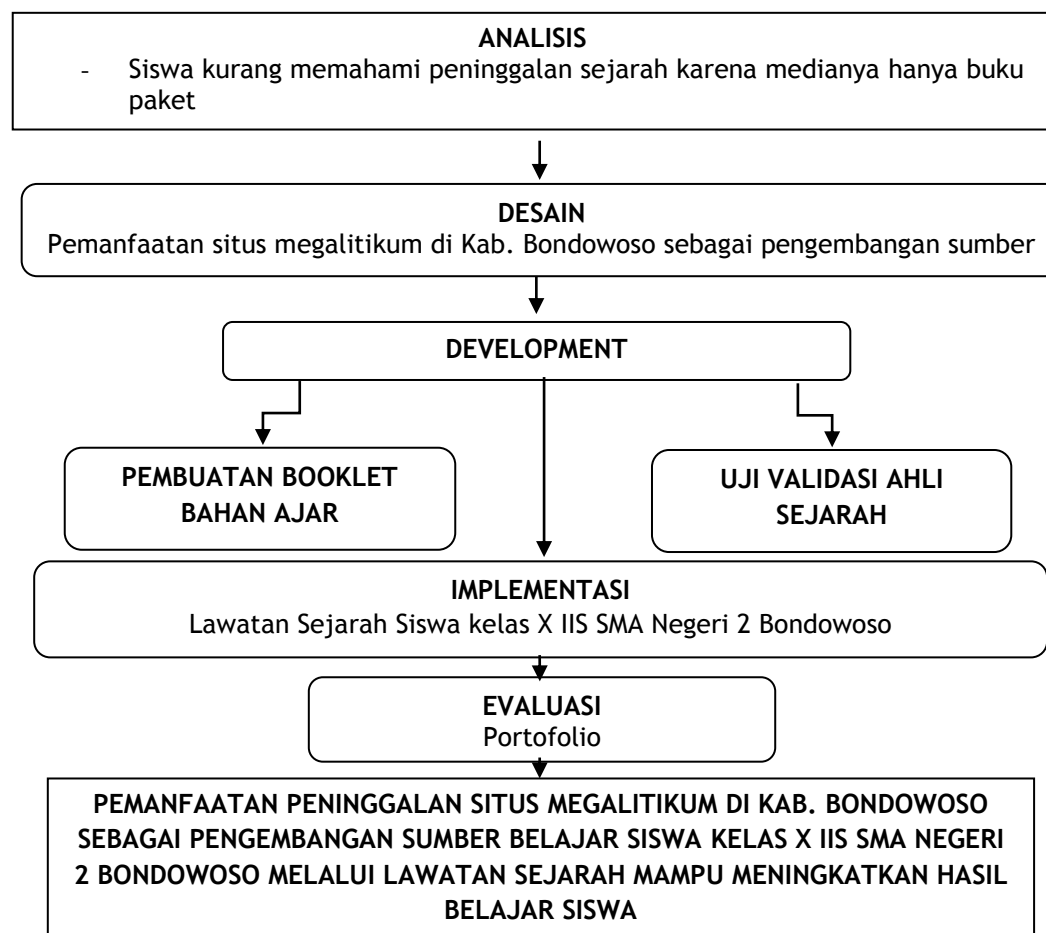 ANALISIS
- Siswa kurang memahami peninggalan sejarah karena medianya hanya buku
paket
DESAIN
Pemanfaatan situs megalitikum di Kab. Bondowoso sebagai pengembangan sumber
DEVELOPMENT
PEMBUATAN BOOKLET
BAHAN AJAR
UJI VALIDASI AHLI
SEJARAH
IMPLEMENTASI
Lawatan Sejarah Siswa kelas X IIS SMA Negeri 2 Bondowoso
EVALUASI
Portofolio
PEMANFAATAN PENINGGALAN SITUS MEGALITIKUM DI KAB. BONDOWOSO
SEBAGAI PENGEMBANGAN SUMBER BELAJAR SISWA KELAS X IIS SMA NEGERI
2 BONDOWOSO MELALUI LAWATAN SEJARAH MAMPU MENINGKATKAN HASIL
BELAJAR SISWA